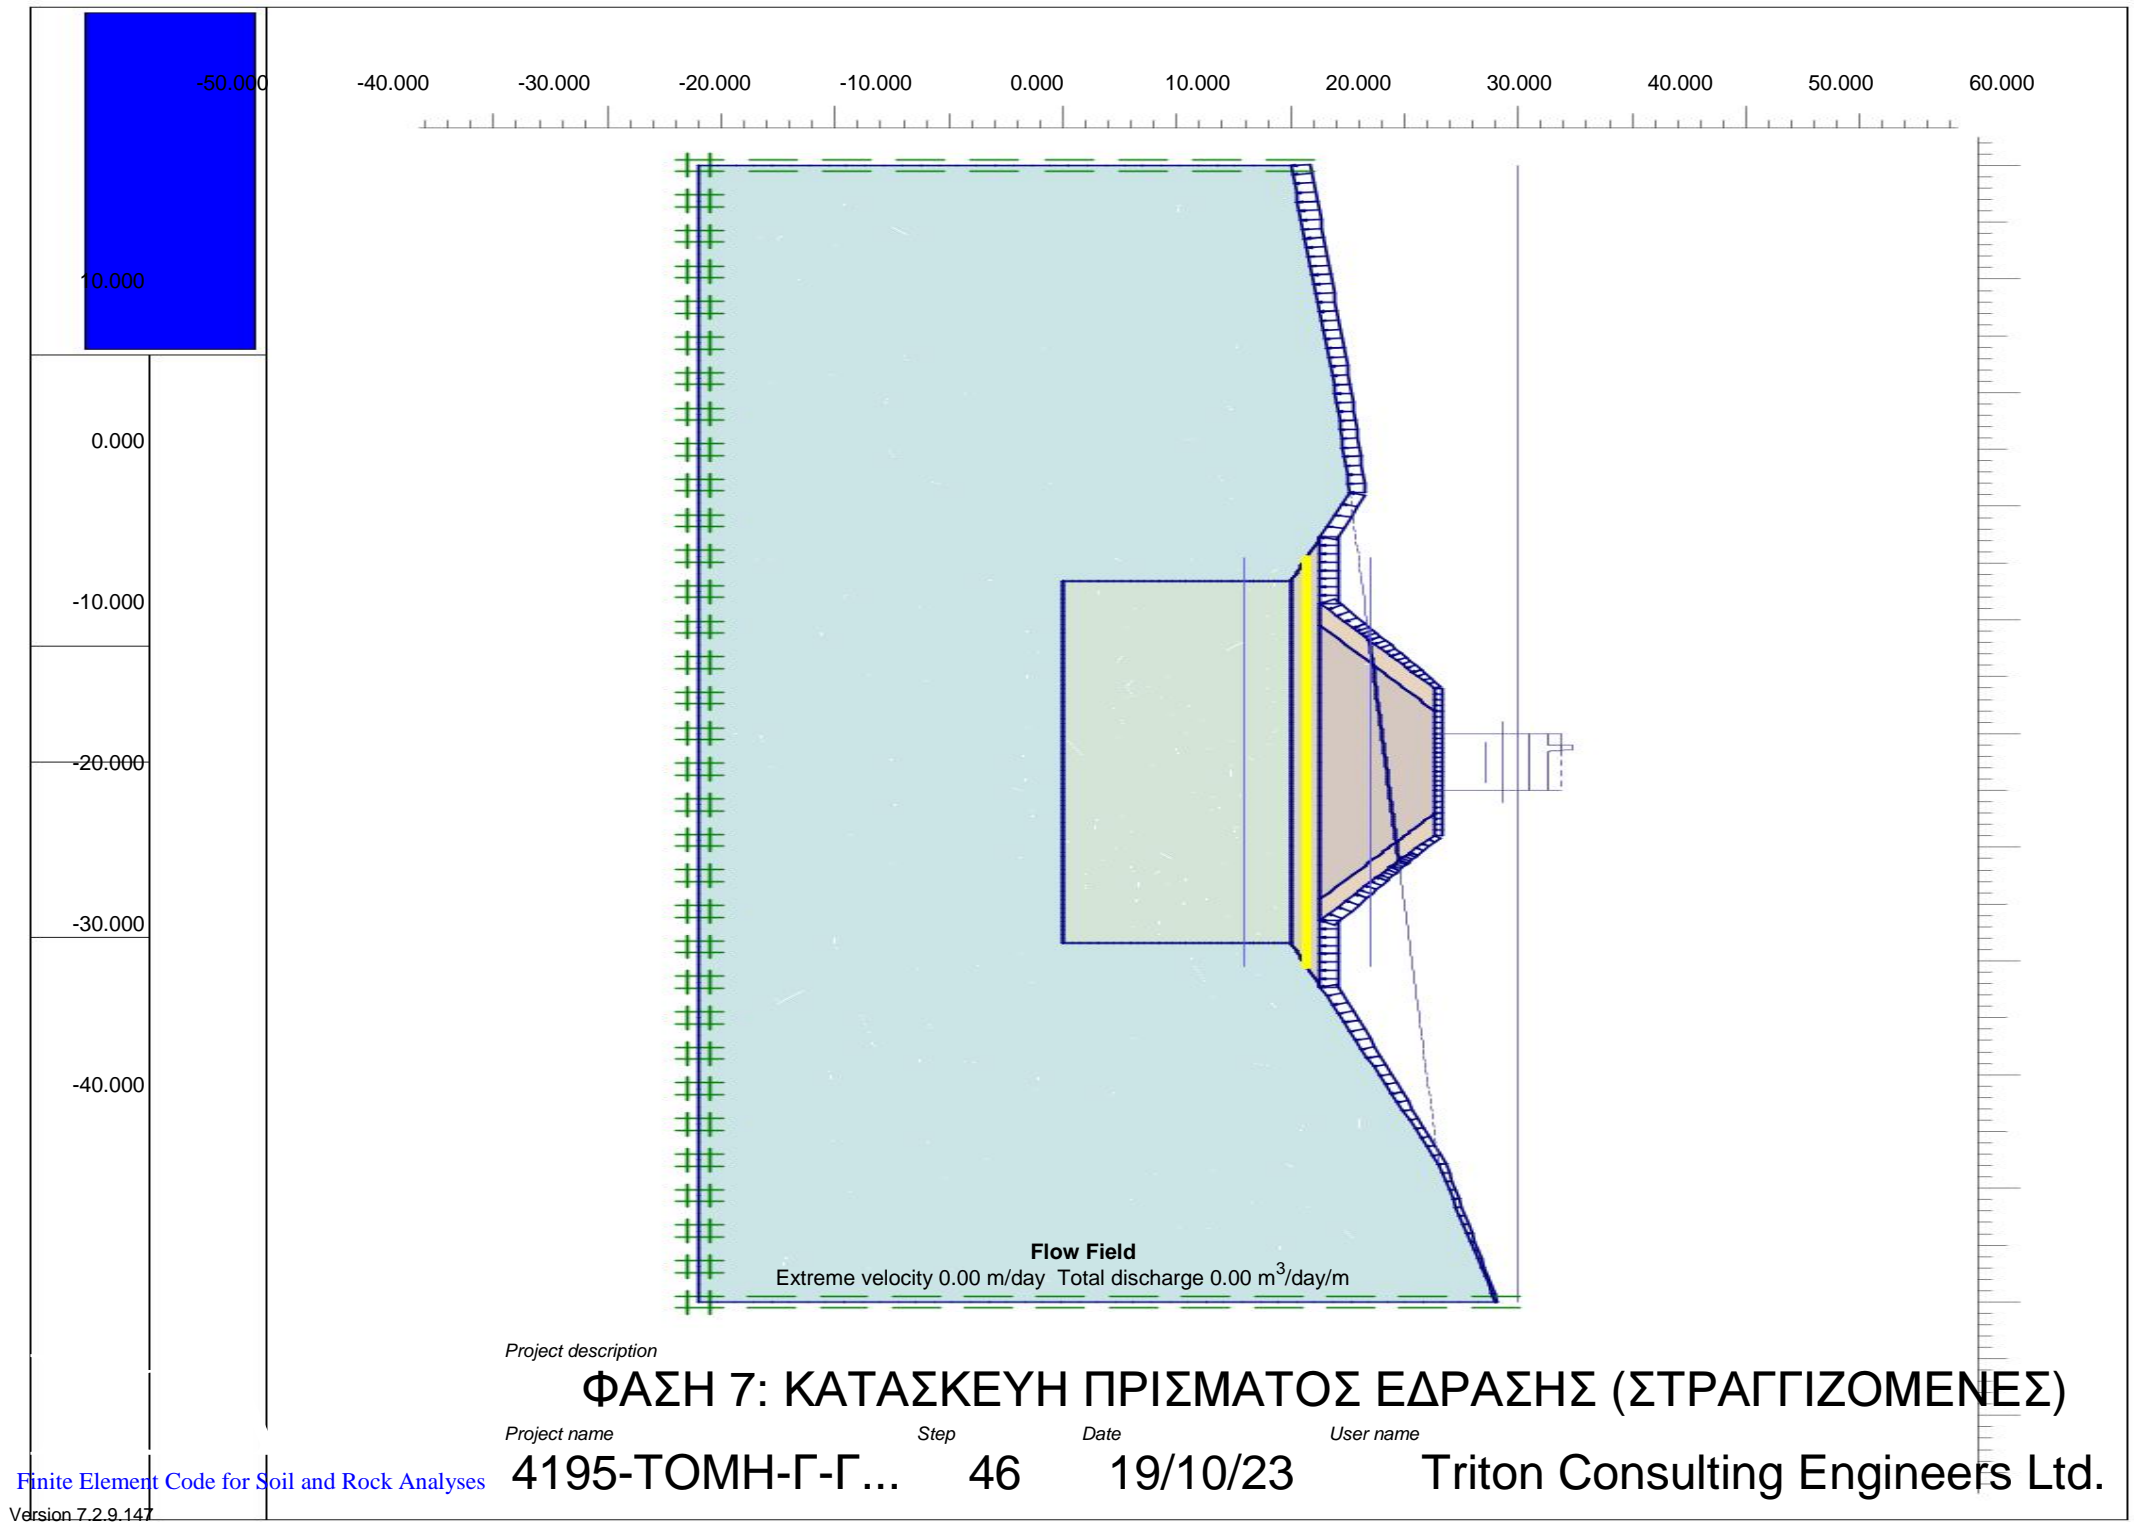 -50.000 -40.000 -30.000 -20.000 -10.000 0.000 10.000 20.000 30.000 40.000 50.000 60.000
10.000
0.000
-10.000
-20.000
-30.000
-40.000
Flow Field
Extreme velocity 0.00 m/day Total discharge 0.00 m³/day/m
Project description
ΦΑΣΗ 7: ΚΑΤΑΣΚΕΥΗ ΠΡΙΣΜΑΤΟΣ ΕΔΡΑΣΗΣ (ΣΤΡΑΓΓΙΖΟΜΕΝΕΣ)
Project name Step Date User name
4195-ΤΟΜΗ-Γ-Γ... 46 19/10/23 Triton Consulting Engineers Ltd.
Finite Element Code for Soil and Rock Analyses
Version 7.2.9.147